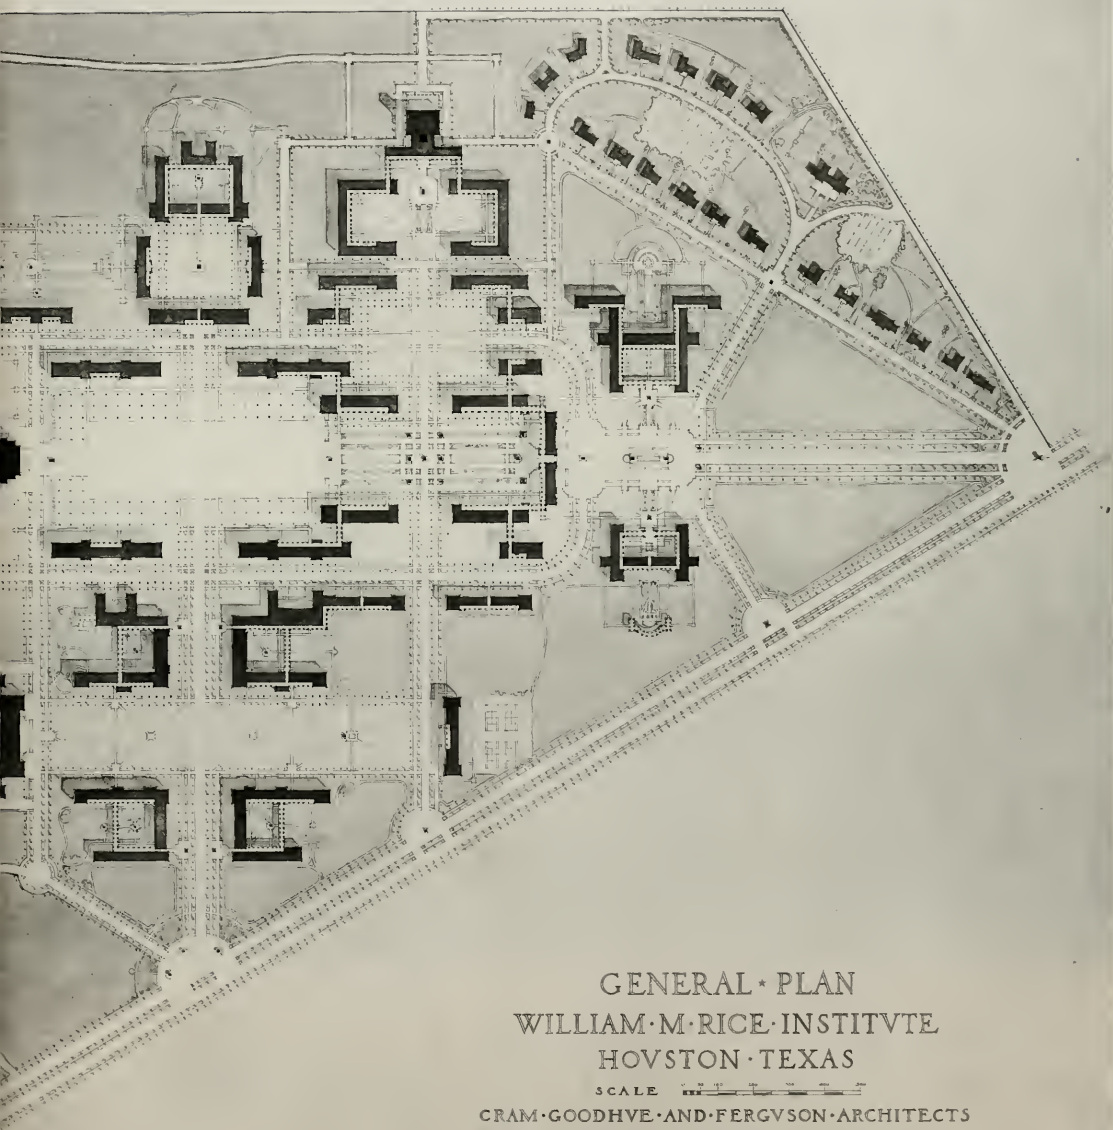 GENERAL ⋆ PLAN
WILLIAM·M·RICE·INSTITVTE
HOVSTON·TEXAS
SCALE
CRAM·GOODHVE·AND·FERGVSON·ARCHITECTS